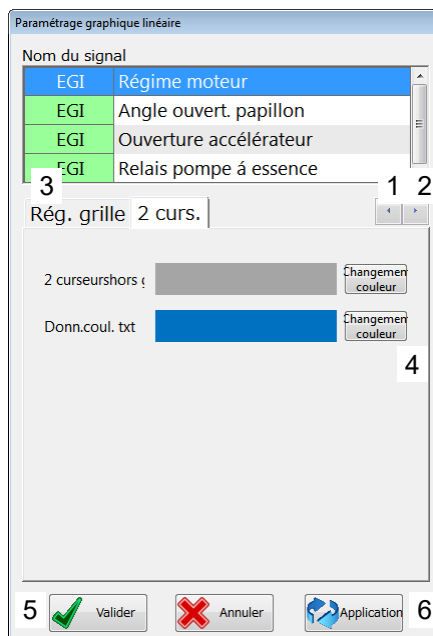 Paramétrage graphique linéaire
Nom du signal
EGI Régime moteur
EGI Angle ouvert. papillon
EGI Ouverture accélérateur
EGI Relais pompe á essence
3 1 2
Rég. grille 2 curs.
2 curseurshors Changemen
couleur
Donn.coul. txt Changemen
couleur
4
5 Valider Annuler Application 6